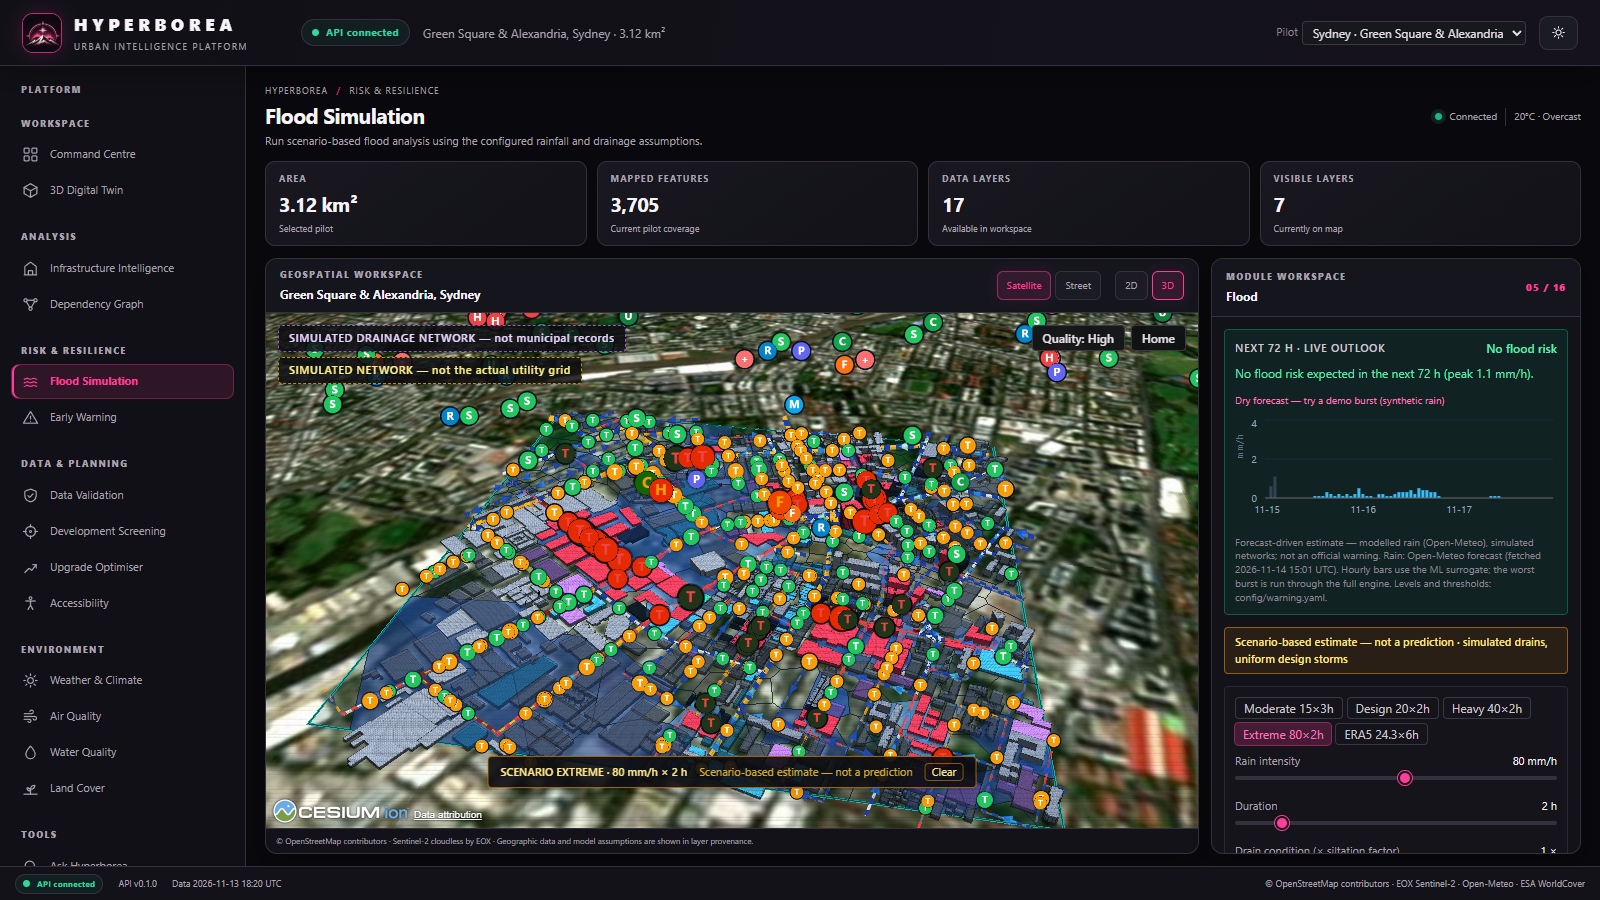 HYPERBOREA
URBAN INTELLIGENCE PLATFORM
API connected
Green Square & Alexandria, Sydney · 3.12 km²
Pilot
Sydney · Green Square & Alexandria
PLATFORM
WORKSPACE
Command Centre
3D Digital Twin
ANALYSIS
Infrastructure Intelligence
Dependency Graph
RISK & RESILIENCE
Flood Simulation
Early Warning
DATA & PLANNING
Data Validation
Development Screening
Upgrade Optimiser
Accessibility
ENVIRONMENT
Weather & Climate
Air Quality
Water Quality
Land Cover
TOOLS
Ask Hyperborea
HYPERBOREA / RISK & RESILIENCE
Flood Simulation
Run scenario-based flood analysis using the configured rainfall and drainage assumptions.
Connected
20°C · Overcast
AREA
3.12 km²
Selected pilot
MAPPED FEATURES
3,705
Current pilot coverage
DATA LAYERS
17
Available in workspace
VISIBLE LAYERS
7
Currently on map
GEOSPATIAL WORKSPACE
Green Square & Alexandria, Sydney
Satellite
Street
2D
3D
SIMULATED DRAINAGE NETWORK — not municipal records
SIMULATED NETWORK — not the actual utility grid
Quality: High
Home
SCENARIO EXTREME · 80 mm/h × 2 h Scenario-based estimate — not a prediction Clear
CESIUM ion Data attribution
© OpenStreetMap contributors · Sentinel-2 cloudless by EOX · Geographic data and model assumptions are shown in layer provenance.
MODULE WORKSPACE
Flood
05 / 16
NEXT 72 H · LIVE OUTLOOK
No flood risk
No flood risk expected in the next 72 h (peak 1.1 mm/h).
Dry forecast — try a demo burst (synthetic rain)
mm/h
4
2
0
11-15
11-16
11-17
Forecast-driven estimate — modelled rain (Open-Meteo), simulated
networks; not an official warning. Rain: Open-Meteo forecast (fetched
2026-11-14 15:01 UTC). Hourly bars use the ML surrogate; the worst
burst is run through the full engine. Levels and thresholds:
config/warning.yaml.
Scenario-based estimate — not a prediction · simulated drains,
uniform design storms
Moderate 15×3h
Design 20×2h
Heavy 40×2h
Extreme 80×2h
ERA5 24.3×6h
Rain intensity
80 mm/h
Duration
2 h
Drain condition (× siltation factor)
1 ×
API connected
API v0.1.0
Data 2026-11-13 18:20 UTC
© OpenStreetMap contributors · EOX Sentinel-2 · Open-Meteo · ESA WorldCover